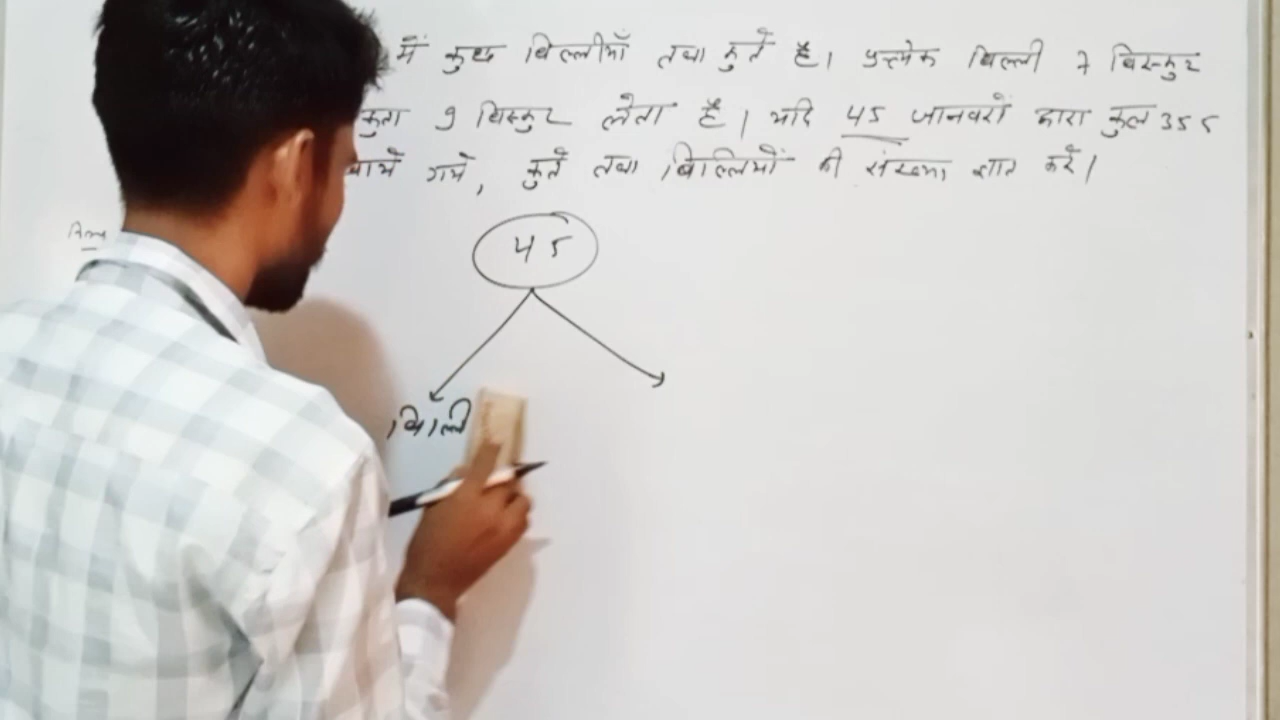 में कुछ बिल्लीयाँ तथा कुत्ते है। प्रत्येक बिल्ली 7 बिस्कुट
कुत्ता 9 बिस्कुट लेता है। यदि 45 जानवरों द्वारा कुल 355
खाये गये, कुत्ते तथा बिल्लियों की संख्या ज्ञात करें।
45
बिल्ली